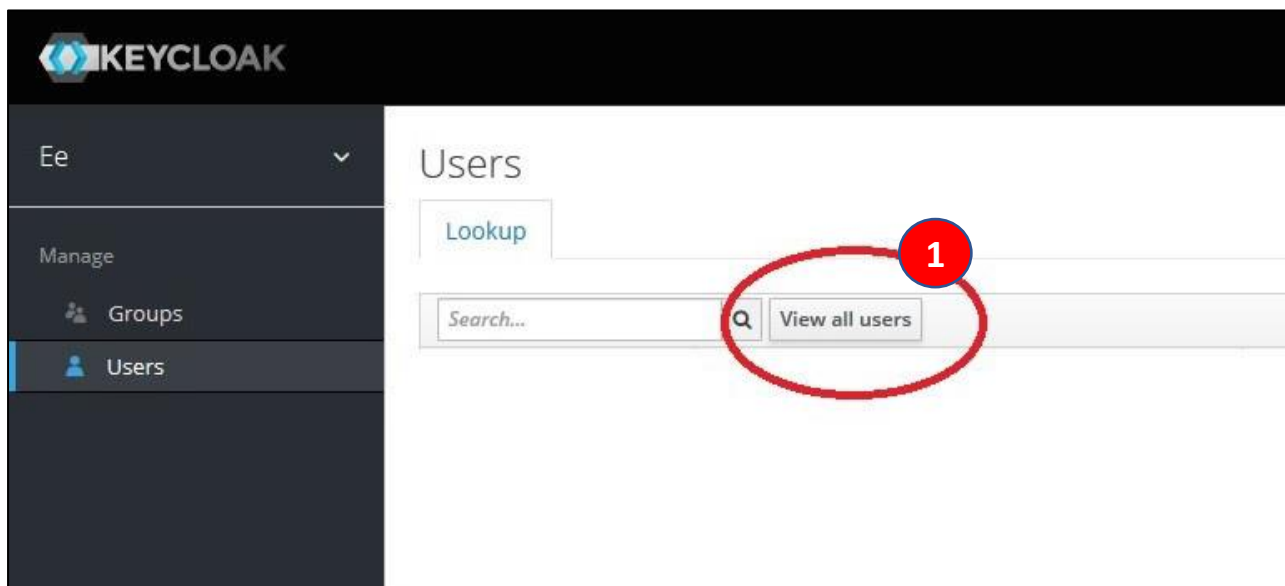 KEYCLOAK
Ee
Users
Lookup
1
Manage
Groups
Search...
View all users
Users